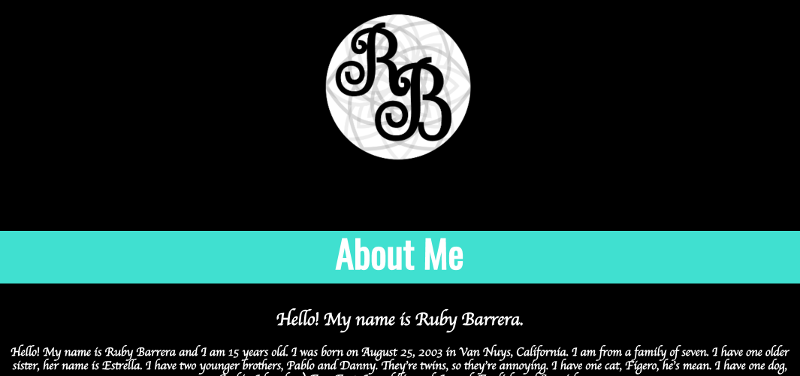 RB
About Me
Hello! My name is Ruby Barrera.
Hello! My name is Ruby Barrera and I am 15 years old. I was born on August 25, 2003 in Van Nuys, California. I am from a family of seven. I have one older
sister, her name is Estrella. I have two younger brothers, Pablo and Danny. They're twins, so they're annoying. I have one cat, Figero, he's mean. I have one dog,